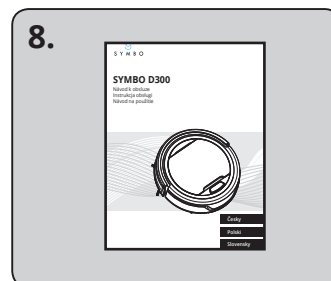 8.
SYMBO
SYMBO D300
Návod k obsluze
Instrukcja obsługi
Návod na použitie
Česky
Polski
Slovensky